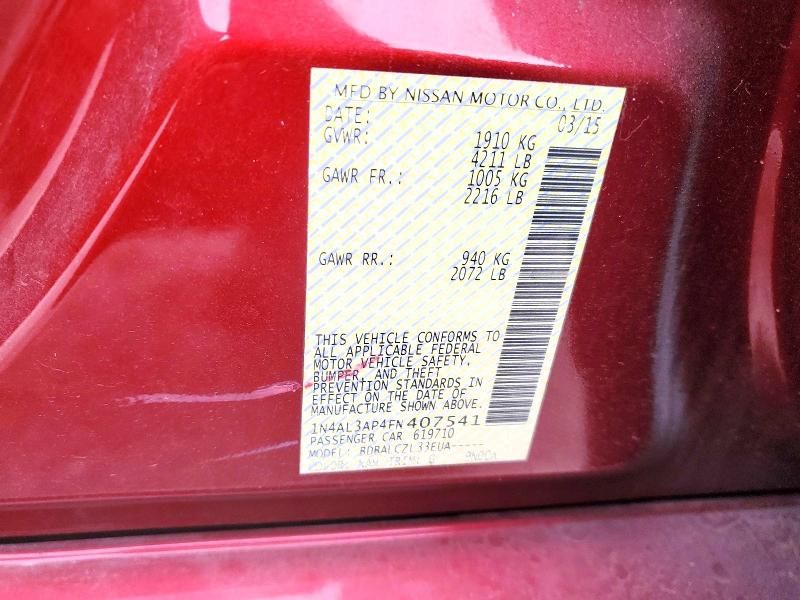 MFD BY NISSAN MOTOR CO., LTD.
DATE: 03/15
GVWR: 1910 KG
4211 LB
GAWR FR.: 1005 KG
2216 LB
GAWR RR.: 940 KG
2072 LB
THIS VEHICLE CONFORMS TO
ALL APPLICABLE FEDERAL
MOTOR VEHICLE SAFETY,
BUMPER, AND THEFT
PREVENTION STANDARDS IN
EFFECT ON THE DATE OF
MANUFACTURE SHOWN ABOVE.
1N4AL3AP4FN407541
PASSENGER CAR 619710
MODEL: BDRALCZL33EUA-----
NAY TRIM: G